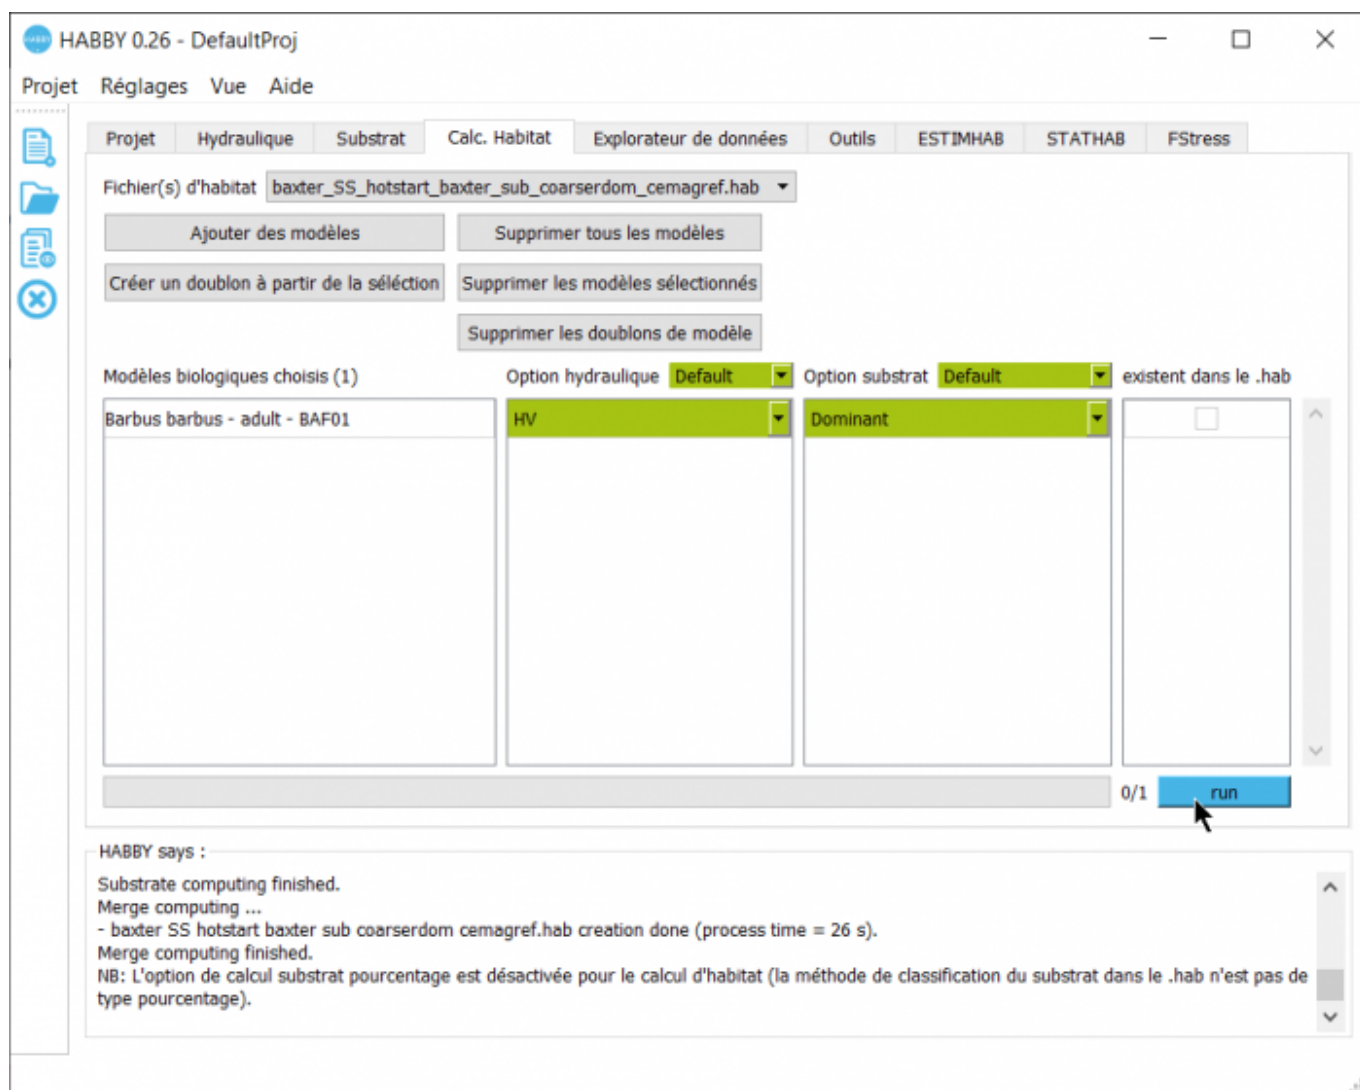 HABBY 0.26 - DefaultProj
Projet Réglages Vue Aide
Projet Hydraulique Substrat Calc. Habitat Explorateur de données Outils ESTIMHAB STATHAB FStress
Fichier(s) d'habitat baxter_SS_hotstart_baxter_sub_coarserdom_cemagref.hab
Ajouter des modèles Supprimer tous les modèles
Créer un doublon à partir de la séléction Supprimer les modèles sélectionnés
Supprimer les doublons de modèle
Modèles biologiques choisis (1) Option hydraulique Default Option substrat Default existent dans le .hab
Barbus barbus - adult - BAF01 HV Dominant
0/1 run
HABBY says :
Substrate computing finished.
Merge computing ...
- baxter SS hotstart baxter sub coarserdom cemagref.hab creation done (process time = 26 s).
Merge computing finished.
NB: L'option de calcul substrat pourcentage est désactivée pour le calcul d'habitat (la méthode de classification du substrat dans le .hab n'est pas de
type pourcentage).